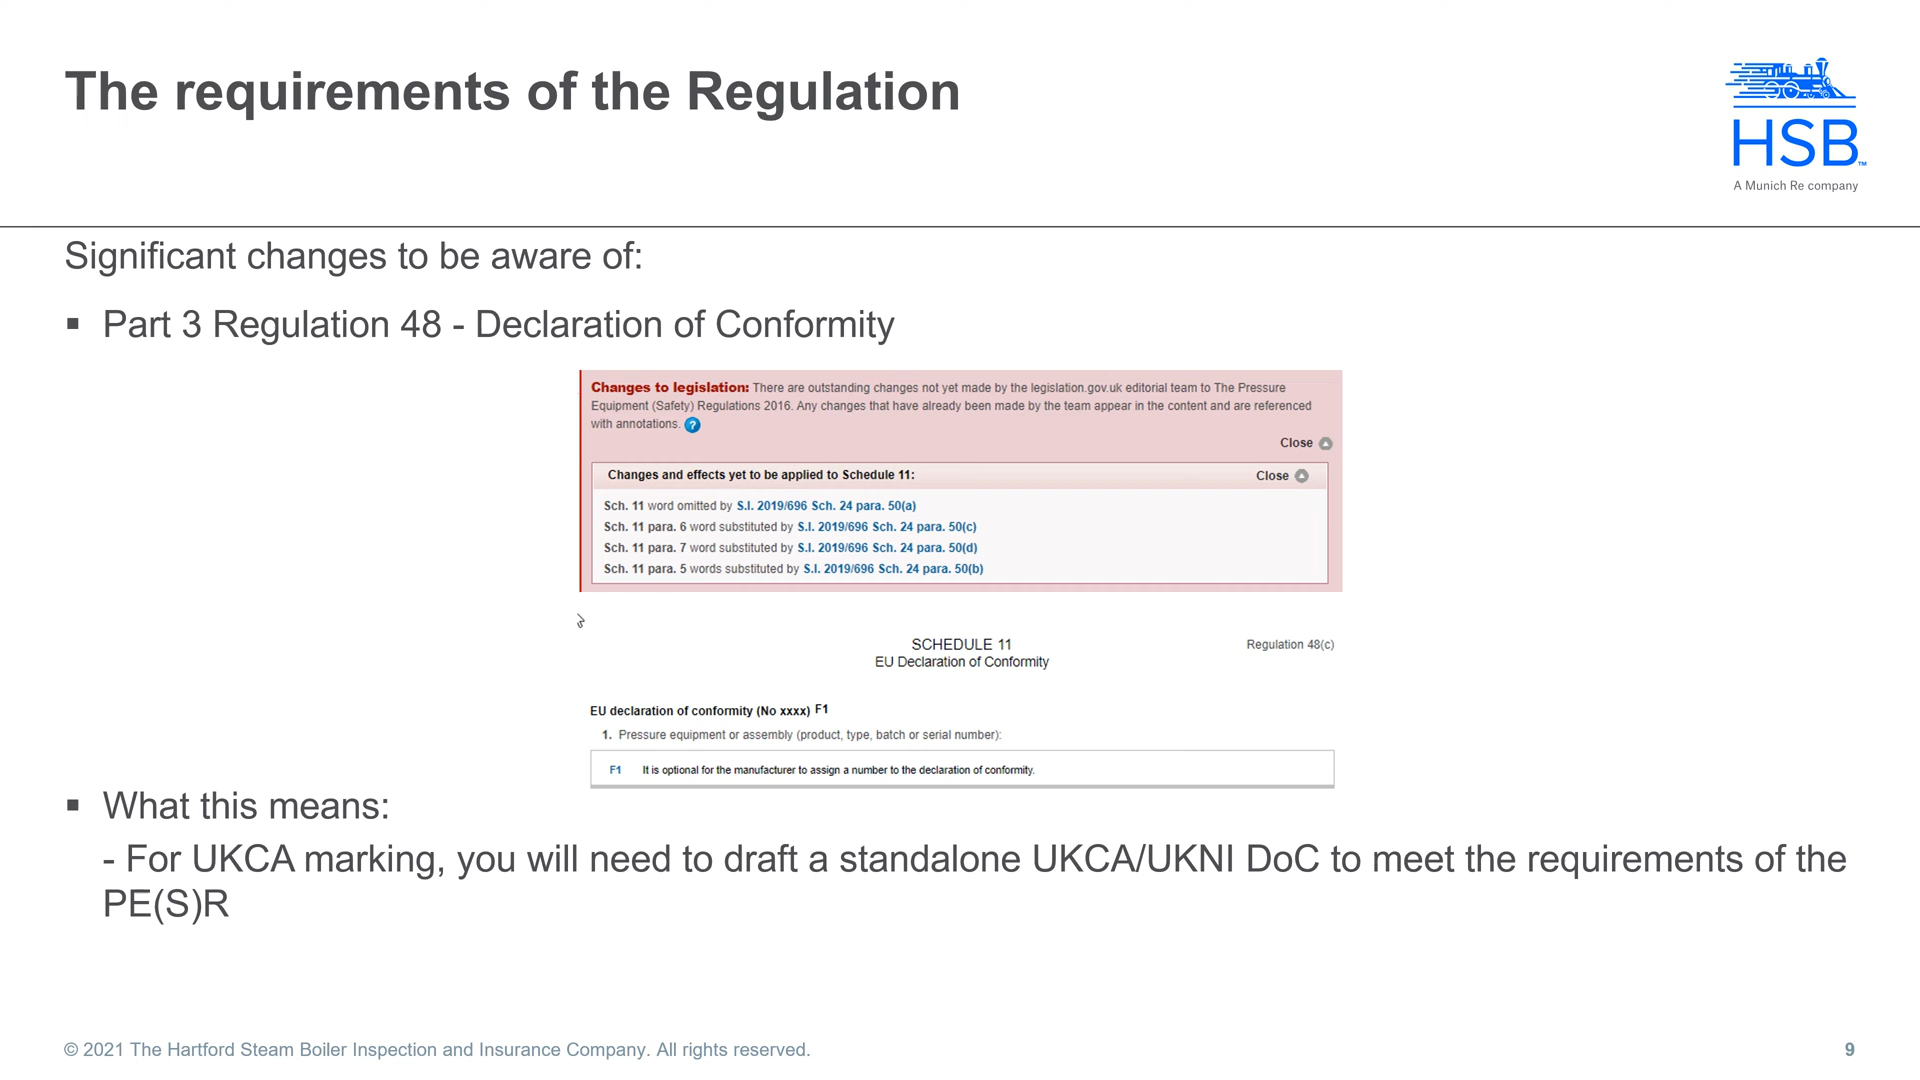 The requirements of the Regulation
HSB™
A Munich Re company
Significant changes to be aware of:
▪ Part 3 Regulation 48 - Declaration of Conformity
Changes to legislation: There are outstanding changes not yet made by the legislation.gov.uk editorial team to The Pressure
Equipment (Safety) Regulations 2016. Any changes that have already been made by the team appear in the content and are referenced
with annotations. ?
Close
Changes and effects yet to be applied to Schedule 11:
Close
Sch. 11 word omitted by S.I. 2019/696 Sch. 24 para. 50(a)
Sch. 11 para. 6 word substituted by S.I. 2019/696 Sch. 24 para. 50(c)
Sch. 11 para. 7 word substituted by S.I. 2019/696 Sch. 24 para. 50(d)
Sch. 11 para. 5 words substituted by S.I. 2019/696 Sch. 24 para. 50(b)
SCHEDULE 11
Regulation 48(c)
EU Declaration of Conformity
EU declaration of conformity (No xxxx) F1
1. Pressure equipment or assembly (product, type, batch or serial number):
F1 It is optional for the manufacturer to assign a number to the declaration of conformity.
▪ What this means:
- For UKCA marking, you will need to draft a standalone UKCA/UKNI DoC to meet the requirements of the
PE(S)R
© 2021 The Hartford Steam Boiler Inspection and Insurance Company. All rights reserved.
9